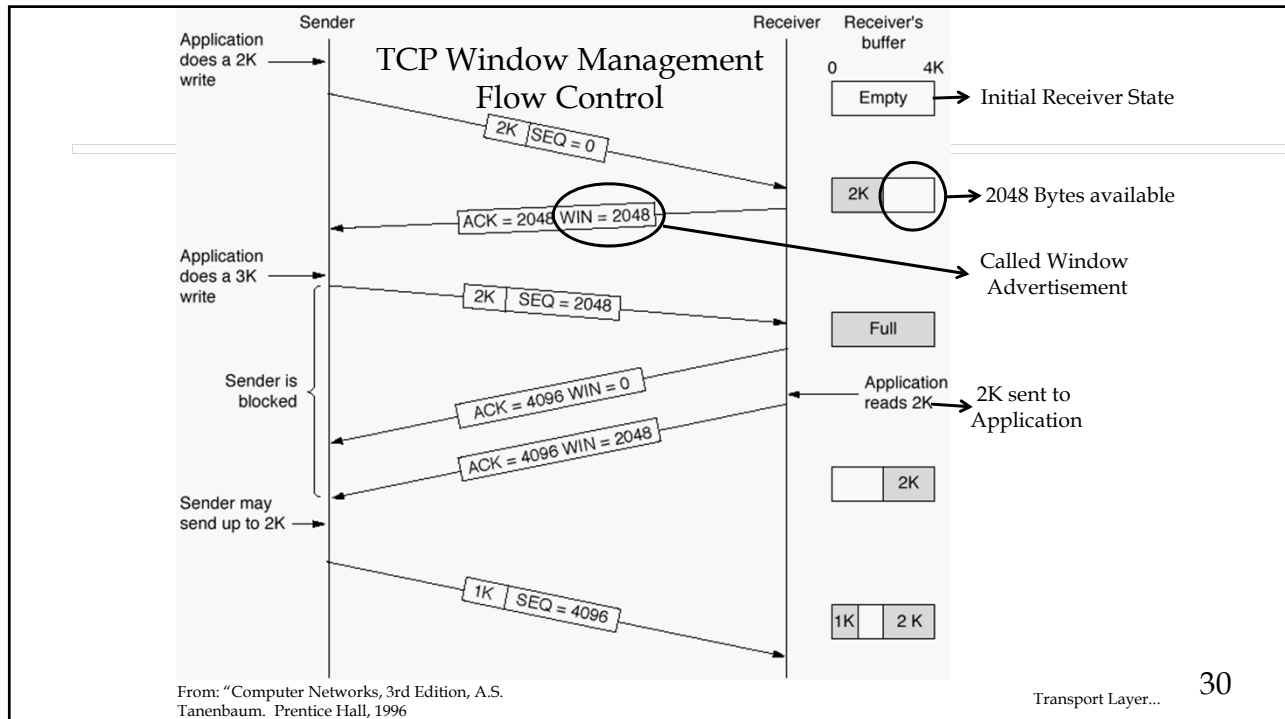 Sender
Receiver
Receiver's
buffer
Application
does a 2K
write
TCP Window Management
Flow Control
0
4K
Empty
Initial Receiver State
2K SEQ = 0
2K
2048 Bytes available
ACK = 2048 WIN = 2048
Application
does a 3K
write
Called Window
Advertisement
2K SEQ = 2048
Full
Sender is
blocked
ACK = 4096 WIN = 0
Application
reads 2K
2K sent to
Application
ACK = 4096 WIN = 2048
2K
Sender may
send up to 2K
1K SEQ = 4096
1K
2 K
From: “Computer Networks, 3rd Edition, A.S.
Tanenbaum. Prentice Hall, 1996
Transport Layer...
30